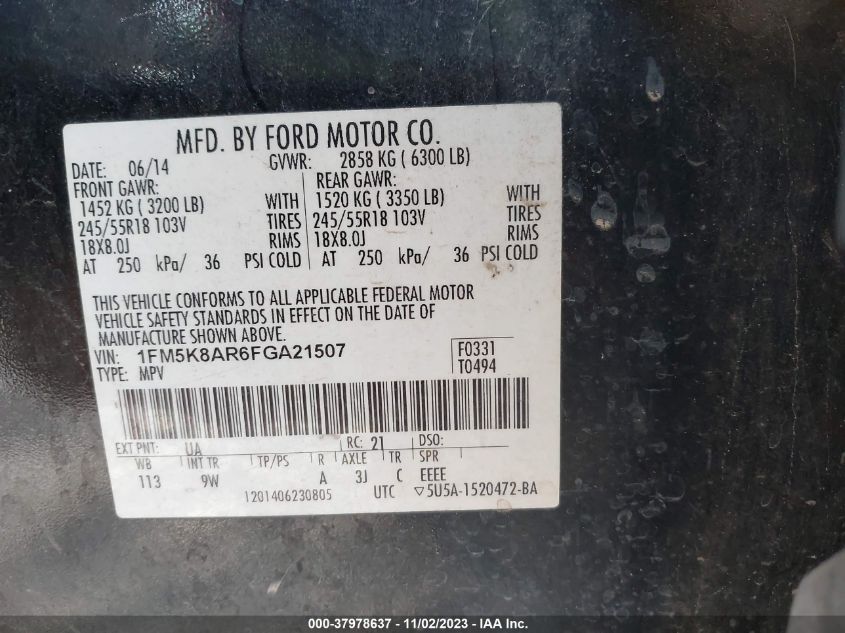 MFD. BY FORD MOTOR CO.
DATE: 06/14 GVWR: 2858 KG ( 6300 LB)
FRONT GAWR: REAR GAWR:
1452 KG ( 3200 LB) WITH 1520 KG ( 3350 LB) WITH
245/55R18 103V TIRES 245/55R18 103V TIRES
18X8.0J RIMS 18X8.0J RIMS
AT 250 kPa/ 36 PSI COLD AT 250 kPa/ 36 PSI COLD
THIS VEHICLE CONFORMS TO ALL APPLICABLE FEDERAL MOTOR
VEHICLE SAFETY STANDARDS IN EFFECT ON THE DATE OF
MANUFACTURE SHOWN ABOVE.
VIN: 1FM5K8AR6FGA21507 F0331
TYPE: MPV T0494
EXT PNT: UA RC: 21 DSO:
WB INT TR TP/PS R AXLE TR SPR
113 9W A 3J C EEEE
1201406230805 UTC ▽5U5A-1520472-BA
000-37978637 - 11/02/2023 - IAA Inc.